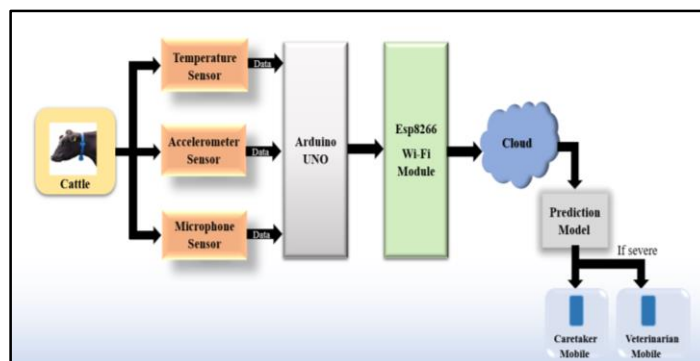 Cattle
Temperature
Sensor
Data
Accelerometer
Sensor
Data
Microphone
Sensor
Data
Arduino
UNO
Esp8266
Wi-Fi
Module
Cloud
Prediction
Model
If severe
Caretaker
Mobile
Veterinarian
Mobile